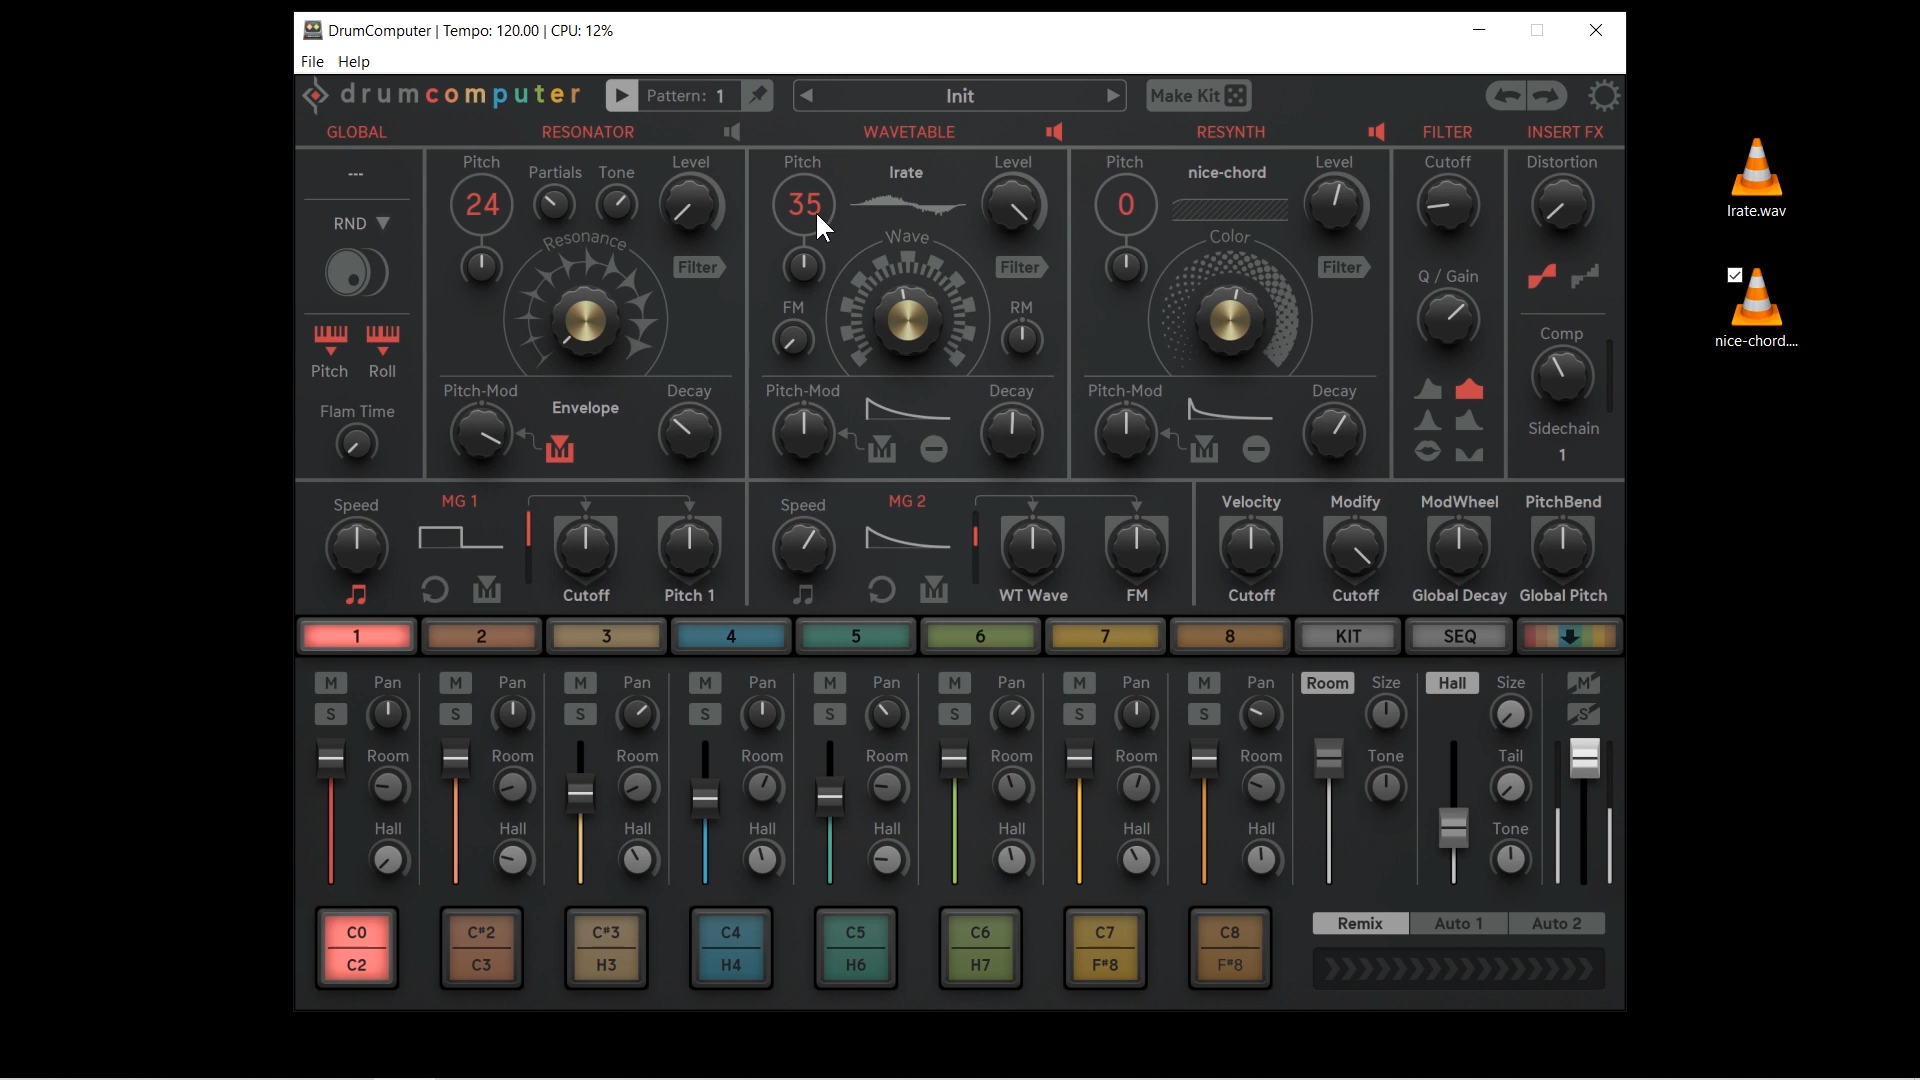 DrumComputer | Tempo: 120.00 | CPU: 12%
File Help
drumcomputer Pattern: 1 Init Make Kit
GLOBAL RESONATOR WAVETABLE RESYNTH FILTER INSERT FX
Pitch Partials Tone Level Pitch Irate Level Pitch nice-chord Level Cutoff Distortion
---
24 35 0
RND
Resonance Wave Color
Filter Filter Filter Q / Gain
FM RM
Comp
Pitch Roll
Pitch-Mod Envelope Decay Pitch-Mod Decay Pitch-Mod Decay
Flam Time
Sidechain
1
Speed MG 1 Speed MG 2 Velocity Modify ModWheel PitchBend
Cutoff Pitch 1 WT Wave FM Cutoff Cutoff Global Decay Global Pitch
1 2 3 4 5 6 7 8 KIT SEQ
M Pan M Pan M Pan M Pan M Pan M Pan M Pan M Pan Room Size Hall Size M
S S S S S S S S S
Room Room Room Room Room Room Room Room Tone Tail
Hall Hall Hall Hall Hall Hall Hall Hall Tone
C0 C#2 C#3 C4 C5 C6 C7 C8 Remix Auto 1 Auto 2
C2 C3 H3 H4 H6 H7 F#8 F#8
Irate.wav
nice-chord....